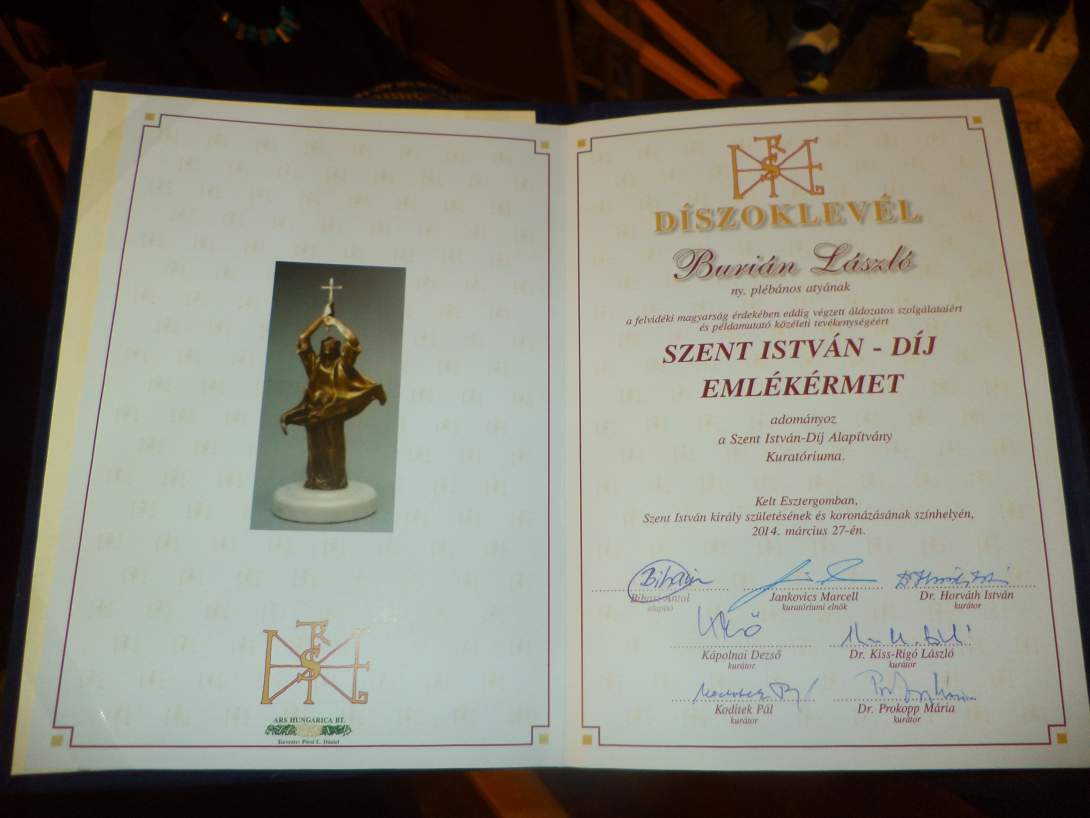 ARS HUNGARICA BT.
DÍSZOKLEVÉL
Burián László
ny. plébános atyának
a felvidéki magyarság érdekében eddig végzett áldozatos szolgálataiért
és példamutató közéleti tevékenységéért
SZENT ISTVÁN - DÍJ
EMLÉKÉRMET
adományoz
a Szent István-Díj Alapítvány
Kuratóriuma.
Kelt Esztergomban,
Szent István király születésének és koronázásának színhelyén,
2014. március 27-én.
Bihari Antal
alapító
Jankovics Marcell
kuratóriumi elnök
Dr. Horváth István
kurátor
Kápolnai Dezső
kurátor
Dr. Kiss-Rigó László
kurátor
Koditek Pál
kurátor
Dr. Prokopp Mária
kurátor